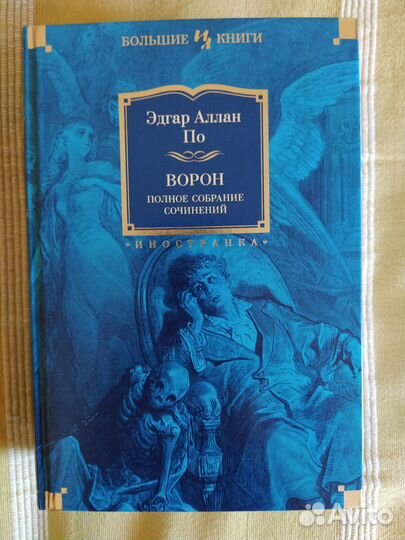 БОЛЬШИЕ КНИГИ
Эдгар Аллан
По
ВОРОН
ПОЛНОЕ СОБРАНИЕ
СОЧИНЕНИЙ
«ИНОСТРАНКА»
Avito